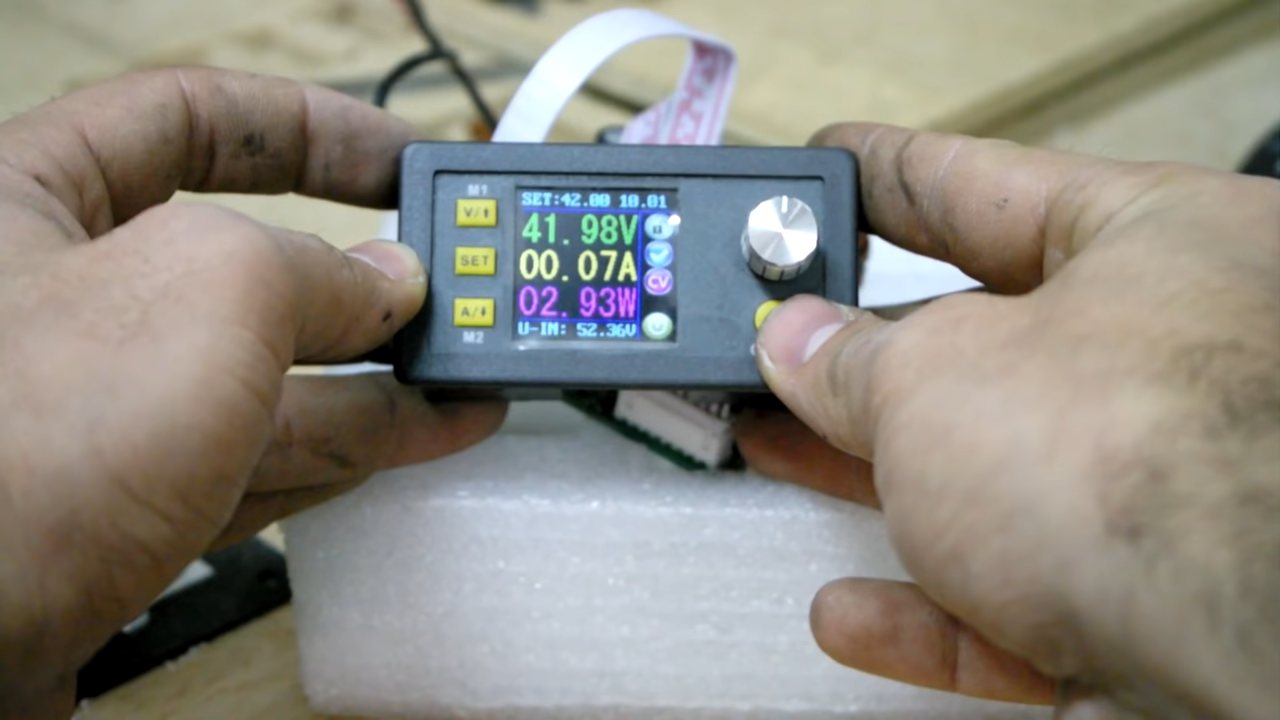 M1
V/⬍
SET
A/⬍
M2
SET:42.00 10.01
41.98V
00.07A
02.93W
CV
U-IN: 52.36V